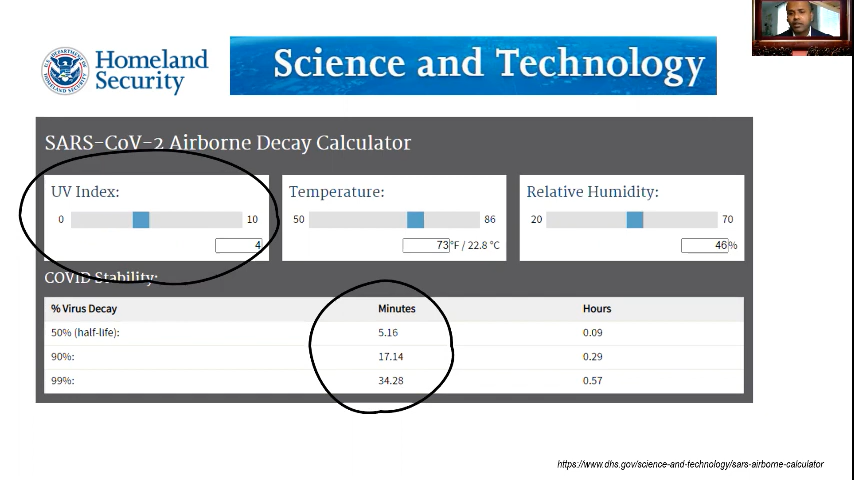 Homeland
Security
Science and Technology
SARS-CoV-2 Airborne Decay Calculator
UV Index:
0 10
4
Temperature:
50 86
73 °F / 22.8 °C
Relative Humidity:
20 70
46 %
COVID Stability:
% Virus Decay Minutes Hours
50% (half-life): 5.16 0.09
90%: 17.14 0.29
99%: 34.28 0.57
https://www.dhs.gov/science-and-technology/sars-airborne-calculator